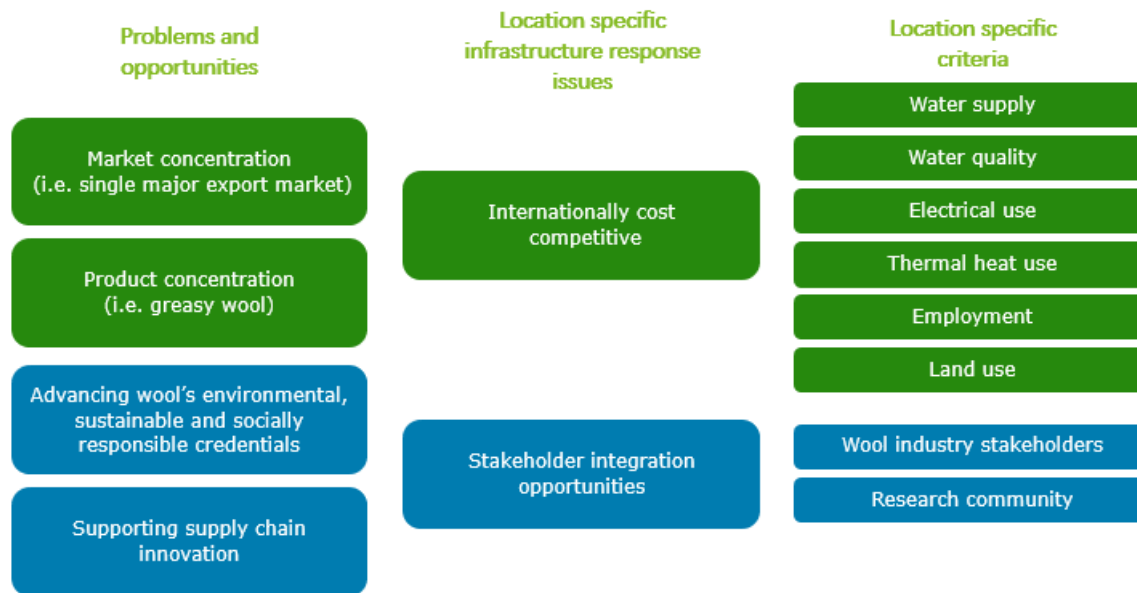 Problems and
opportunities
Market concentration
(i.e. single major export market)
Product concentration
(i.e. greasy wool)
Advancing wool's environmental,
sustainable and socially
responsible credentials
Supporting supply chain
innovation
Location specific
infrastructure response
issues
Internationally cost
competitive
Stakeholder integration
opportunities
Location specific
criteria
Water supply
Water quality
Electrical use
Thermal heat use
Employment
Land use
Wool industry stakeholders
Research community